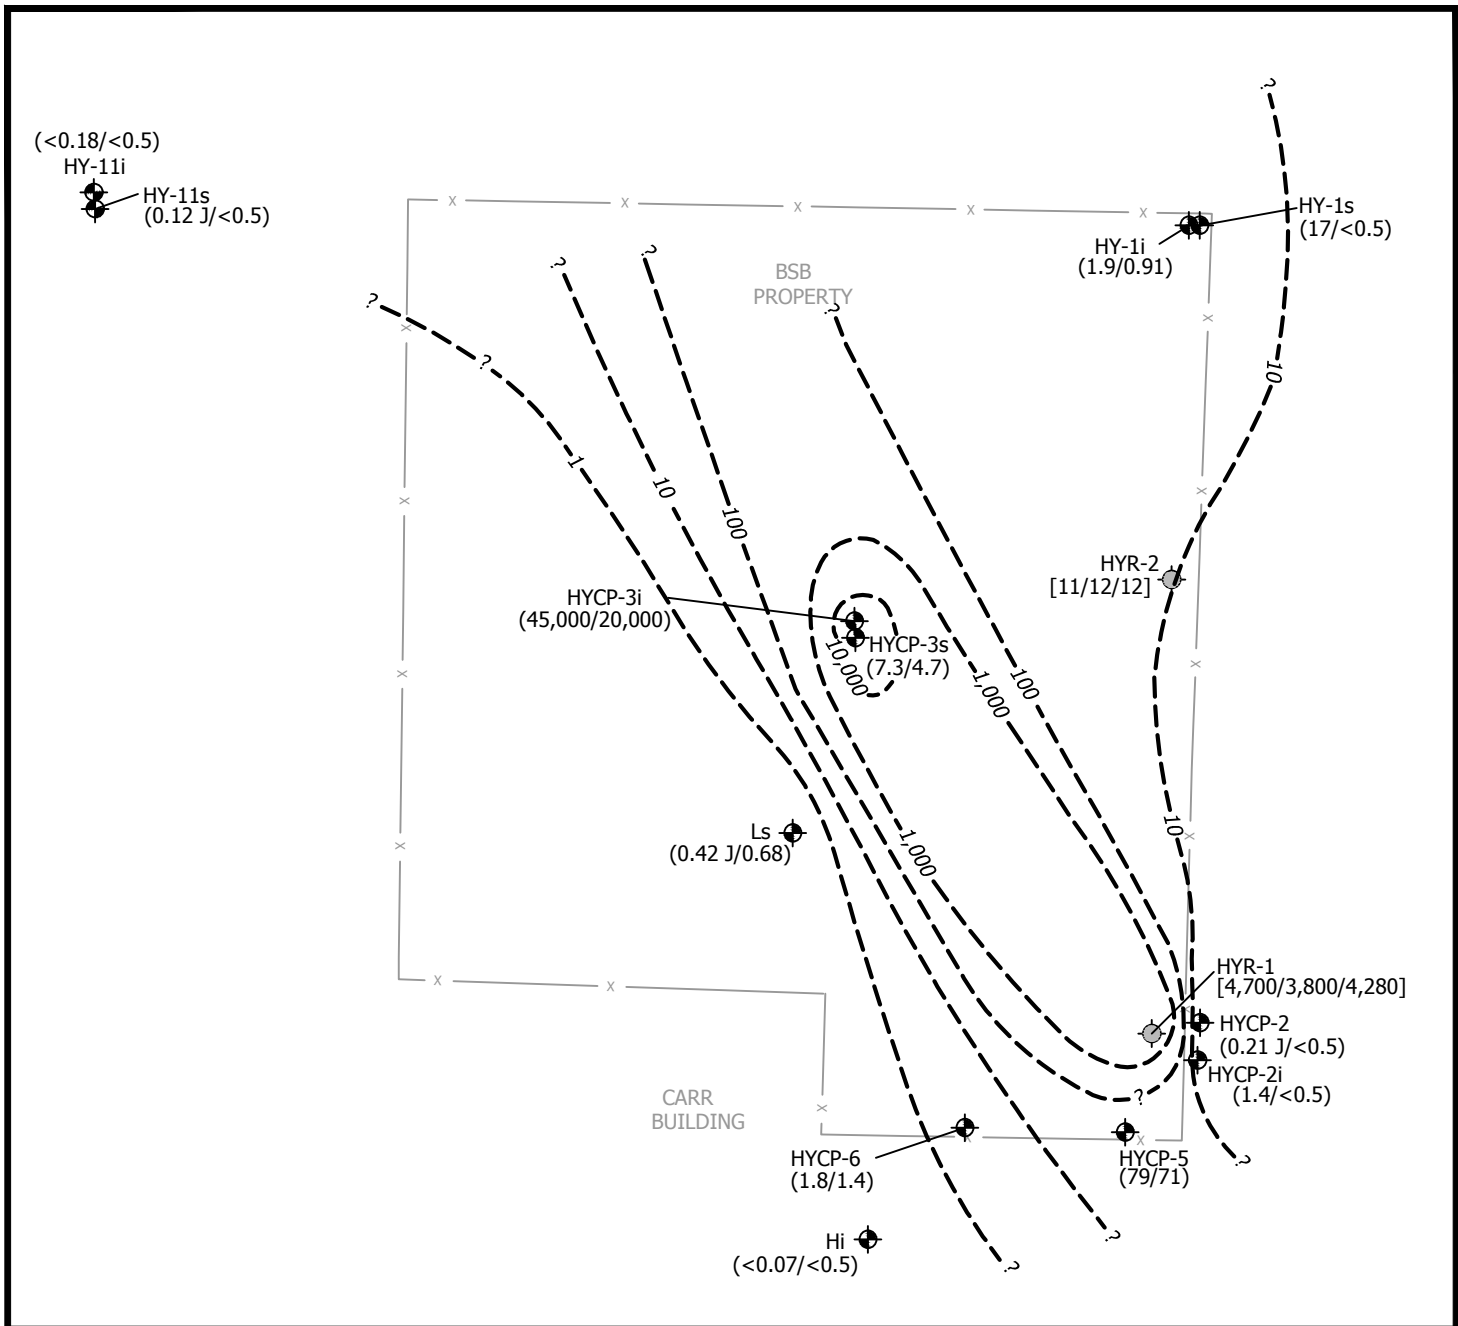 ?
(<0.18/<0.5)
HY-11i
HY-11s
(0.12 J/<0.5)
HY-1s
(17/<0.5)
HY-1i
(1.9/0.91)
?
?
BSB
PROPERTY
?
?
?
10
1
10
100
HYR-2
[11/12/12]
HYCP-3i
(45,000/20,000)
HYCP-3s
(7.3/4.7)
10,000
1,000
100
Ls
(0.42 J/0.68)
1,000
10
HYR-1
[4,700/3,800/4,280]
HYCP-2
(0.21 J/<0.5)
HYCP-2i
(1.4/<0.5)
?
CARR
BUILDING
HYCP-6
(1.8/1.4)
HYCP-5
(79/71)
?
Hi
(<0.07/<0.5)
?
?